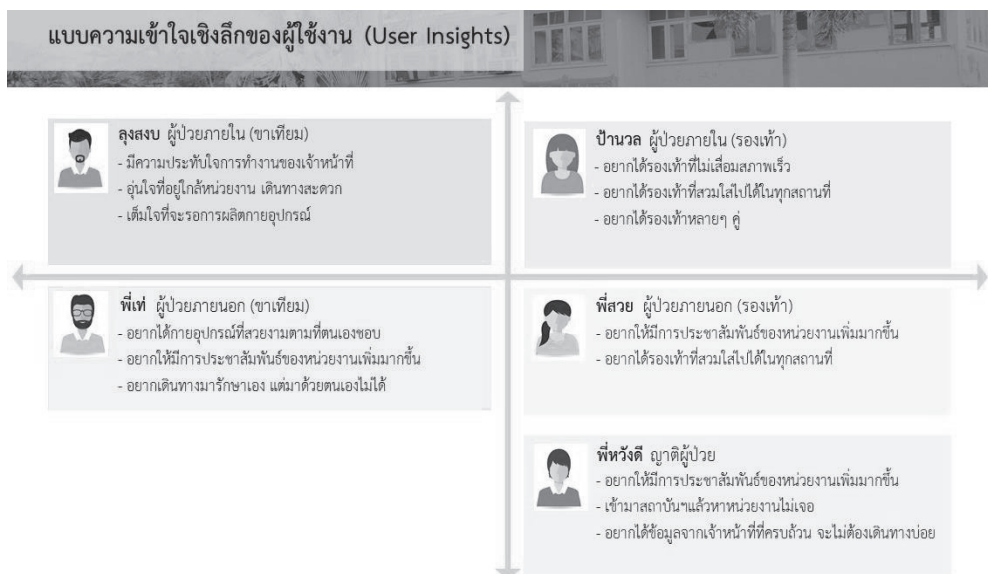 แบบความเข้าใจเชิงลึกของผู้ใช้งาน (User Insights)
ลุงสงบ ผู้ป่วยภายใน (ขาเทียม)
- มีความประทับใจการทำงานของเจ้าหน้าที่
- อุ่นใจที่อยู่ใกล้หน่วยงาน เดินทางสะดวก
- เต็มใจที่จะรอการผลิตกายอุปกรณ์
ป้านวล ผู้ป่วยภายใน (รองเท้า)
- อยากได้รองเท้าที่ไม่เสื่อมสภาพเร็ว
- อยากได้รองเท้าที่สวมใส่ไปได้ในทุกสถานที่
- อยากได้รองเท้าหลายๆ คู่
พี่เท่ ผู้ป่วยภายนอก (ขาเทียม)
- อยากได้กายอุปกรณ์ที่สวยงามตามที่ตนเองชอบ
- อยากให้มีการประชาสัมพันธ์ของหน่วยงานเพิ่มมากขึ้น
- อยากเดินทางมารักษาเอง แต่มาด้วยตนเองไม่ได้
พี่สวย ผู้ป่วยภายนอก (รองเท้า)
- อยากให้มีการประชาสัมพันธ์ของหน่วยงานเพิ่มมากขึ้น
- อยากได้รองเท้าที่สวมใส่ไปได้ในทุกสถานที่
พี่หวังดี ญาติผู้ป่วย
- อยากให้มีการประชาสัมพันธ์ของหน่วยงานเพิ่มมากขึ้น
- เข้ามาสถาบันฯแล้วหาหน่วยงานไม่เจอ
- อยากได้ข้อมูลจากเจ้าหน้าที่ที่ครบถ้วน จะไม่ต้องเดินทางบ่อย